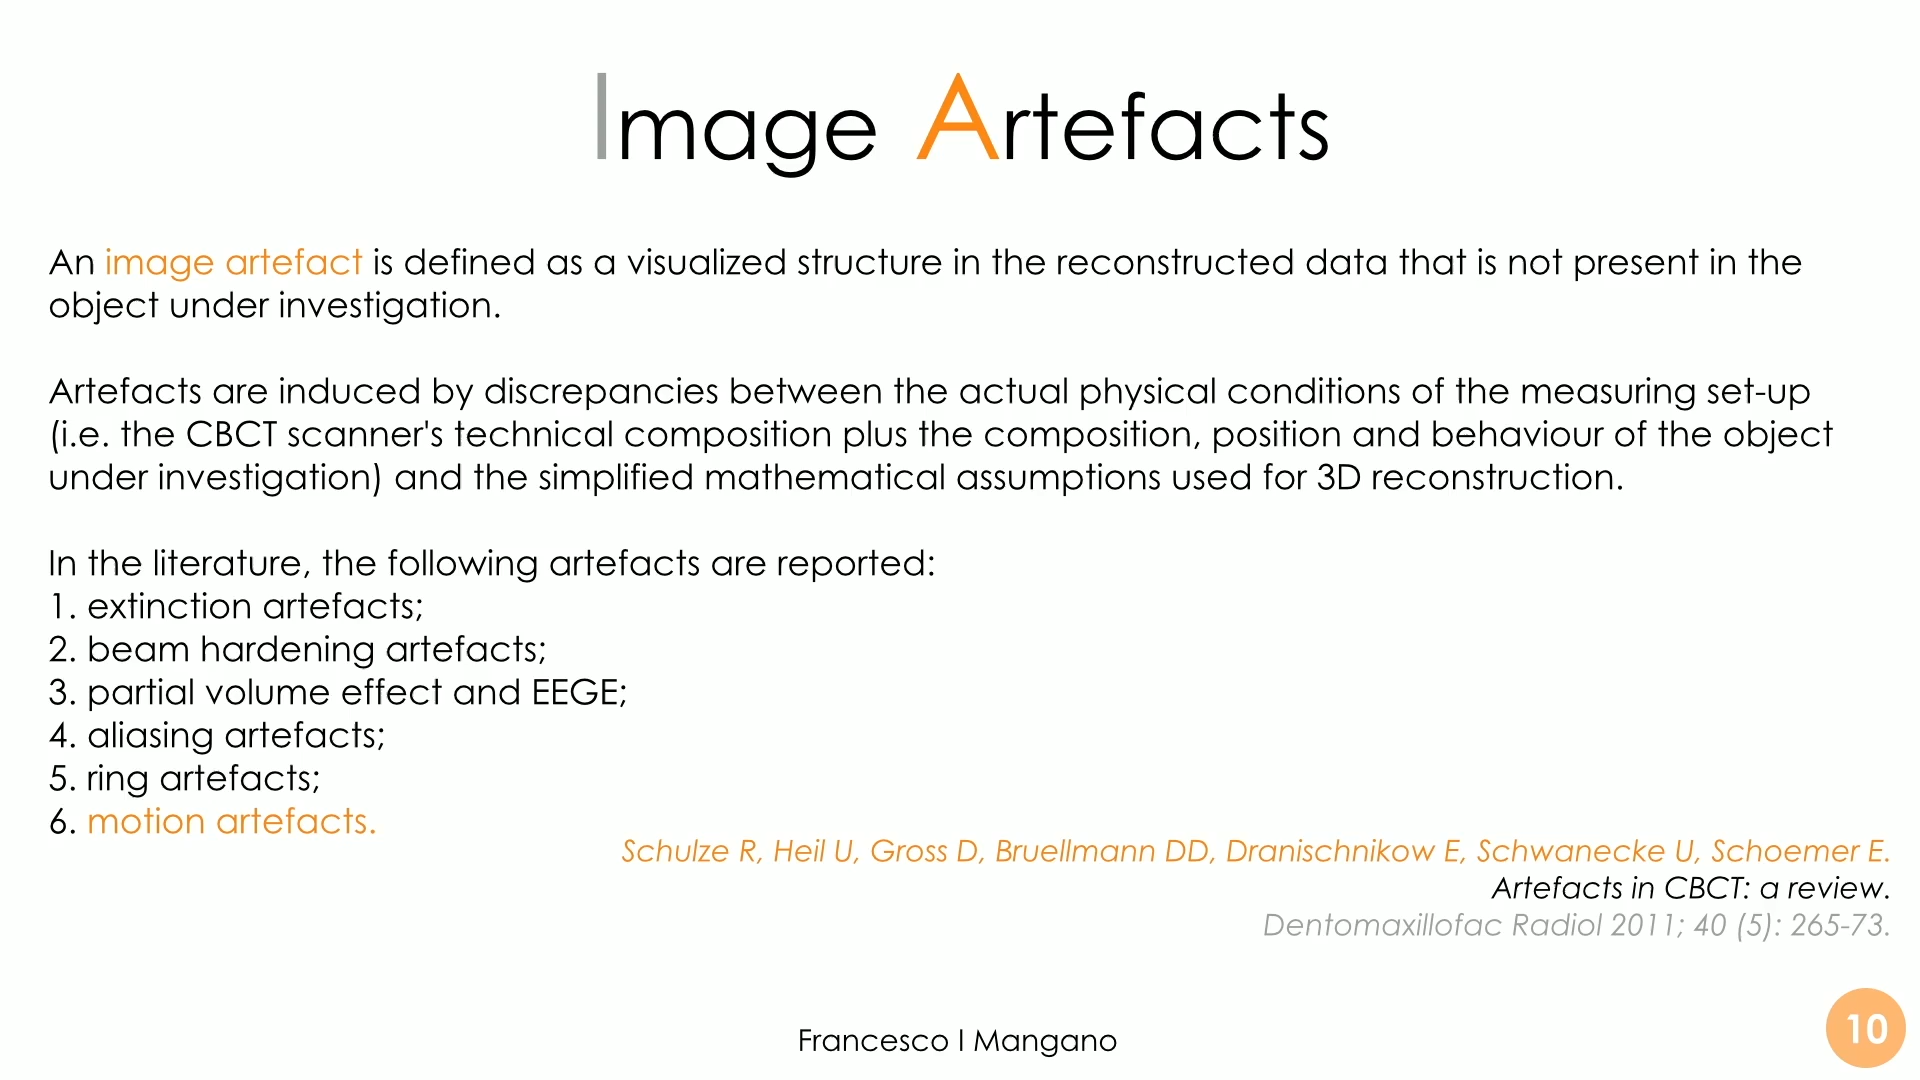 Image Artefacts
An image artefact is defined as a visualized structure in the reconstructed data that is not present in the
object under investigation.
Artefacts are induced by discrepancies between the actual physical conditions of the measuring set-up
(i.e. the CBCT scanner's technical composition plus the composition, position and behaviour of the object
under investigation) and the simplified mathematical assumptions used for 3D reconstruction.
In the literature, the following artefacts are reported:
1. extinction artefacts;
2. beam hardening artefacts;
3. partial volume effect and EEGE;
4. aliasing artefacts;
5. ring artefacts;
6. motion artefacts.
Schulze R, Heil U, Gross D, Bruellmann DD, Dranischnikow E, Schwanecke U, Schoemer E.
Artefacts in CBCT: a review.
Dentomaxillofac Radiol 2011; 40 (5): 265-73.
Francesco I Mangano
10